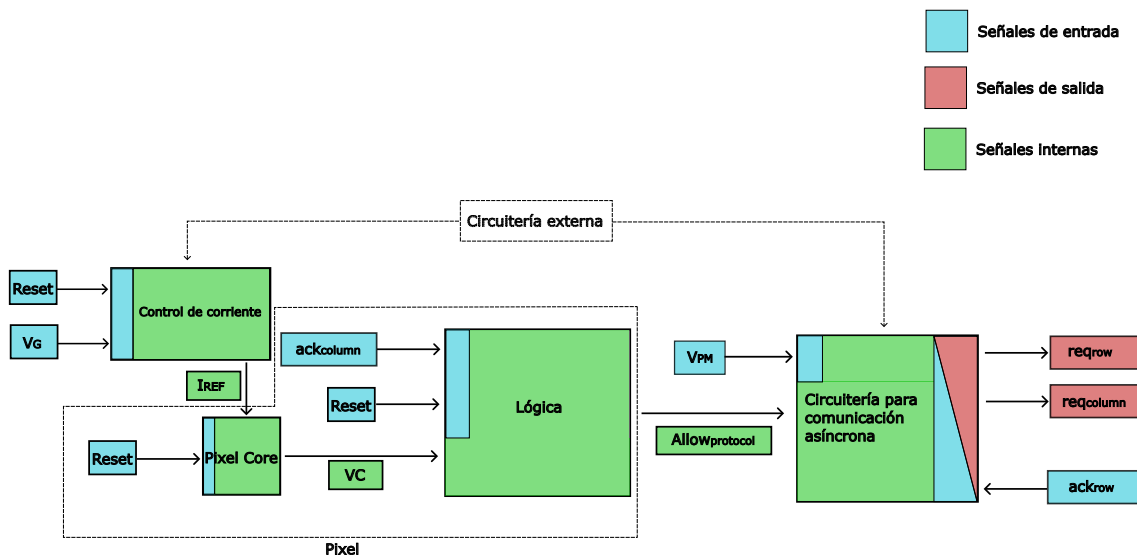 Señales de entrada
Señales de salida
Señales internas
Circuitería externa
Reset
VG
Control de corriente
IREF
ackcolumn
Reset
Reset
Pixel Core
VC
Lógica
Pixel
VPM
Allowprotocol
Circuitería para
comunicación
asíncrona
reqrow
reqcolumn
ackrow